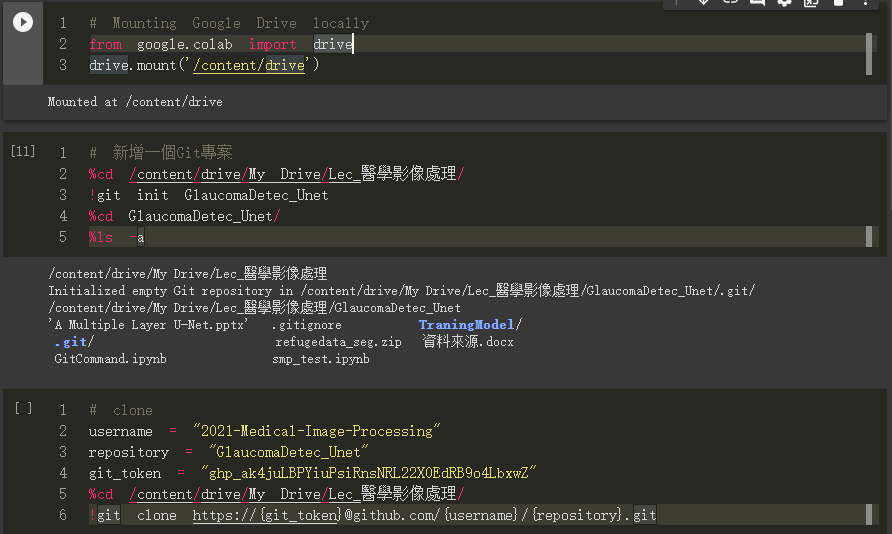 1 # Mounting Google Drive locally
2 from google.colab import drive
3 drive.mount('/content/drive')
Mounted at /content/drive
[11] 1 # 新增一個Git專案
2 %cd /content/drive/My Drive/Lec_醫學影像處理/
3 !git init GlaucomaDetec_Unet
4 %cd GlaucomaDetec_Unet/
5 %ls -a
/content/drive/My Drive/Lec_醫學影像處理
Initialized empty Git repository in /content/drive/My Drive/Lec_醫學影像處理/GlaucomaDetec_Unet/.git/
/content/drive/My Drive/Lec_醫學影像處理/GlaucomaDetec_Unet
'A Multiple Layer U-Net.pptx' .gitignore TraningModel/
.git/ refugedata_seg.zip 資料來源.docx
GitCommand.ipynb smp_test.ipynb
[ ] 1 # clone
2 username = "2021-Medical-Image-Processing"
3 repository = "GlaucomaDetec_Unet"
4 git_token =
5 %cd /content/drive/My Drive/Lec_醫學影像處理/
6 !git clone https://{git_token}@github.com/{username}/{repository}.git